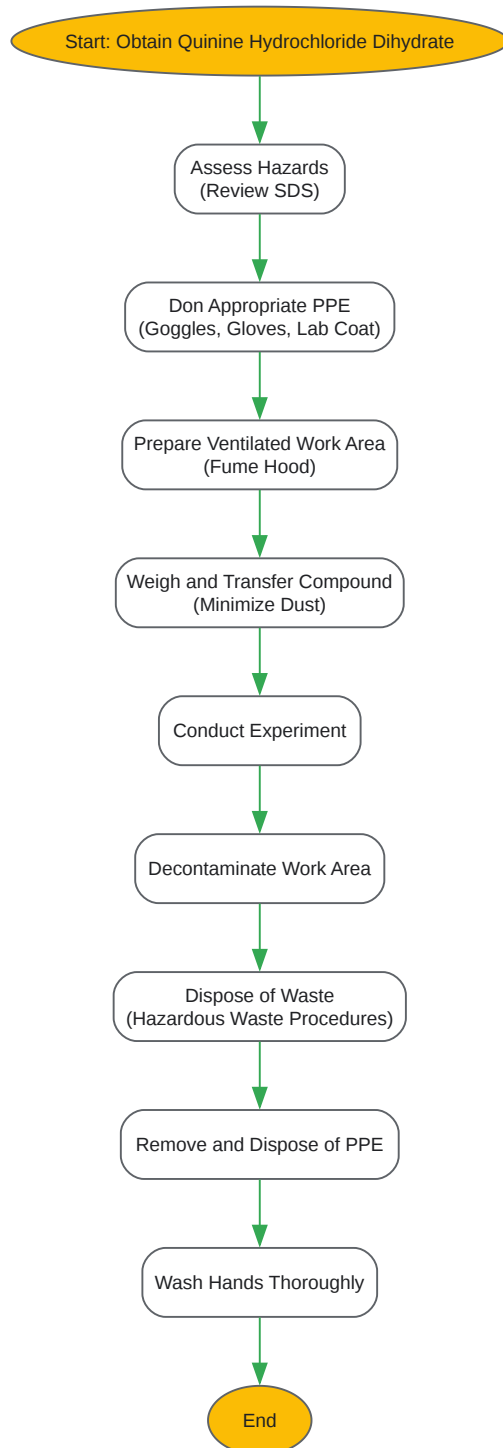 Start: Obtain Quinine Hydrochloride Dihydrate
Assess Hazards
(Review SDS)
Don Appropriate PPE
(Goggles, Gloves, Lab Coat)
Prepare Ventilated Work Area
(Fume Hood)
Weigh and Transfer Compound
(Minimize Dust)
Conduct Experiment
Decontaminate Work Area
Dispose of Waste
(Hazardous Waste Procedures)
Remove and Dispose of PPE
Wash Hands Thoroughly
End